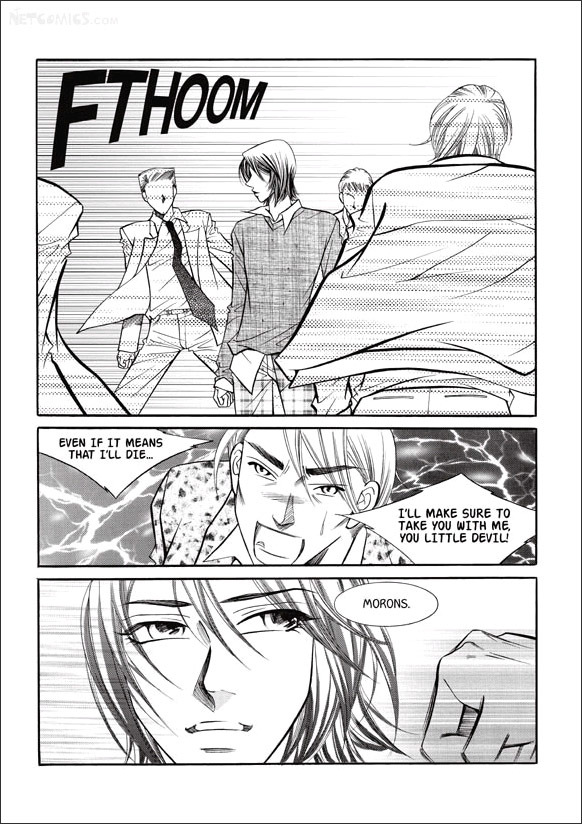 NETCOMICS.COM
FTHOOM
EVEN IF IT MEANS
THAT I'LL DIE...
I'LL MAKE SURE TO
TAKE YOU WITH ME,
YOU LITTLE DEVIL!
MORONS.